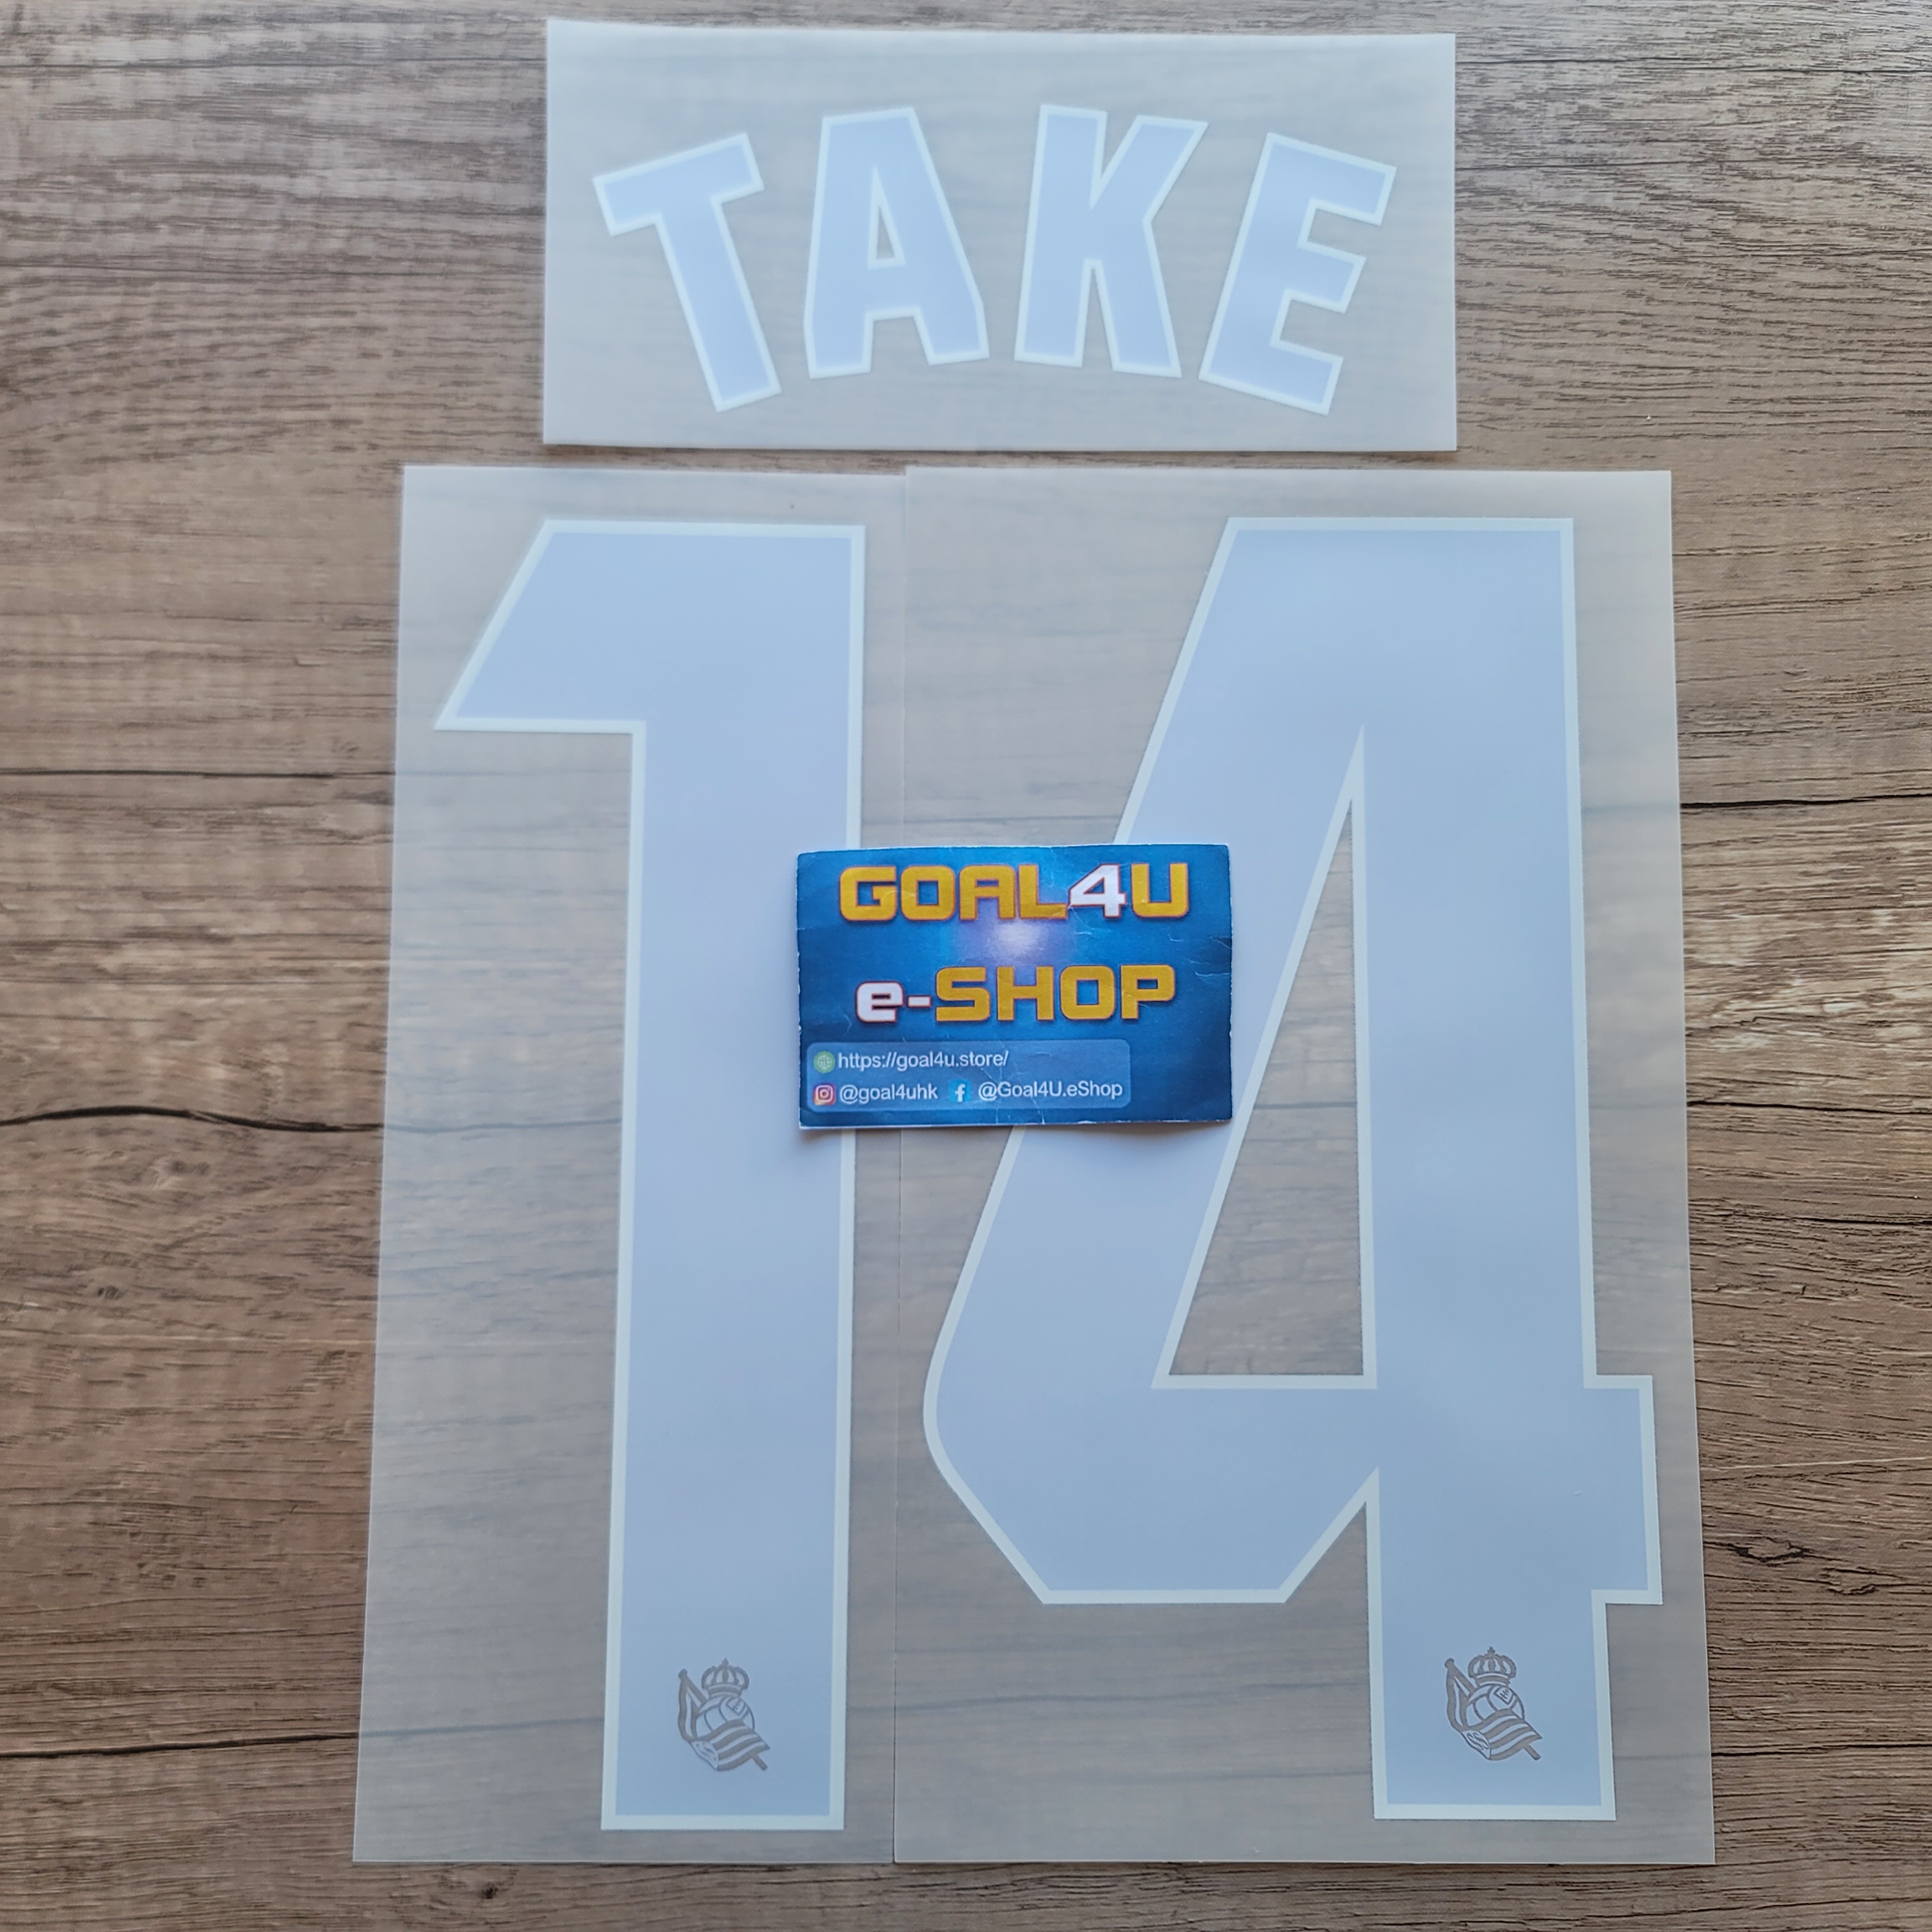 TAKE
14
GOAL4U
e-SHOP
https://goal4u.store/
@goal4uhk @Goal4U.eShop